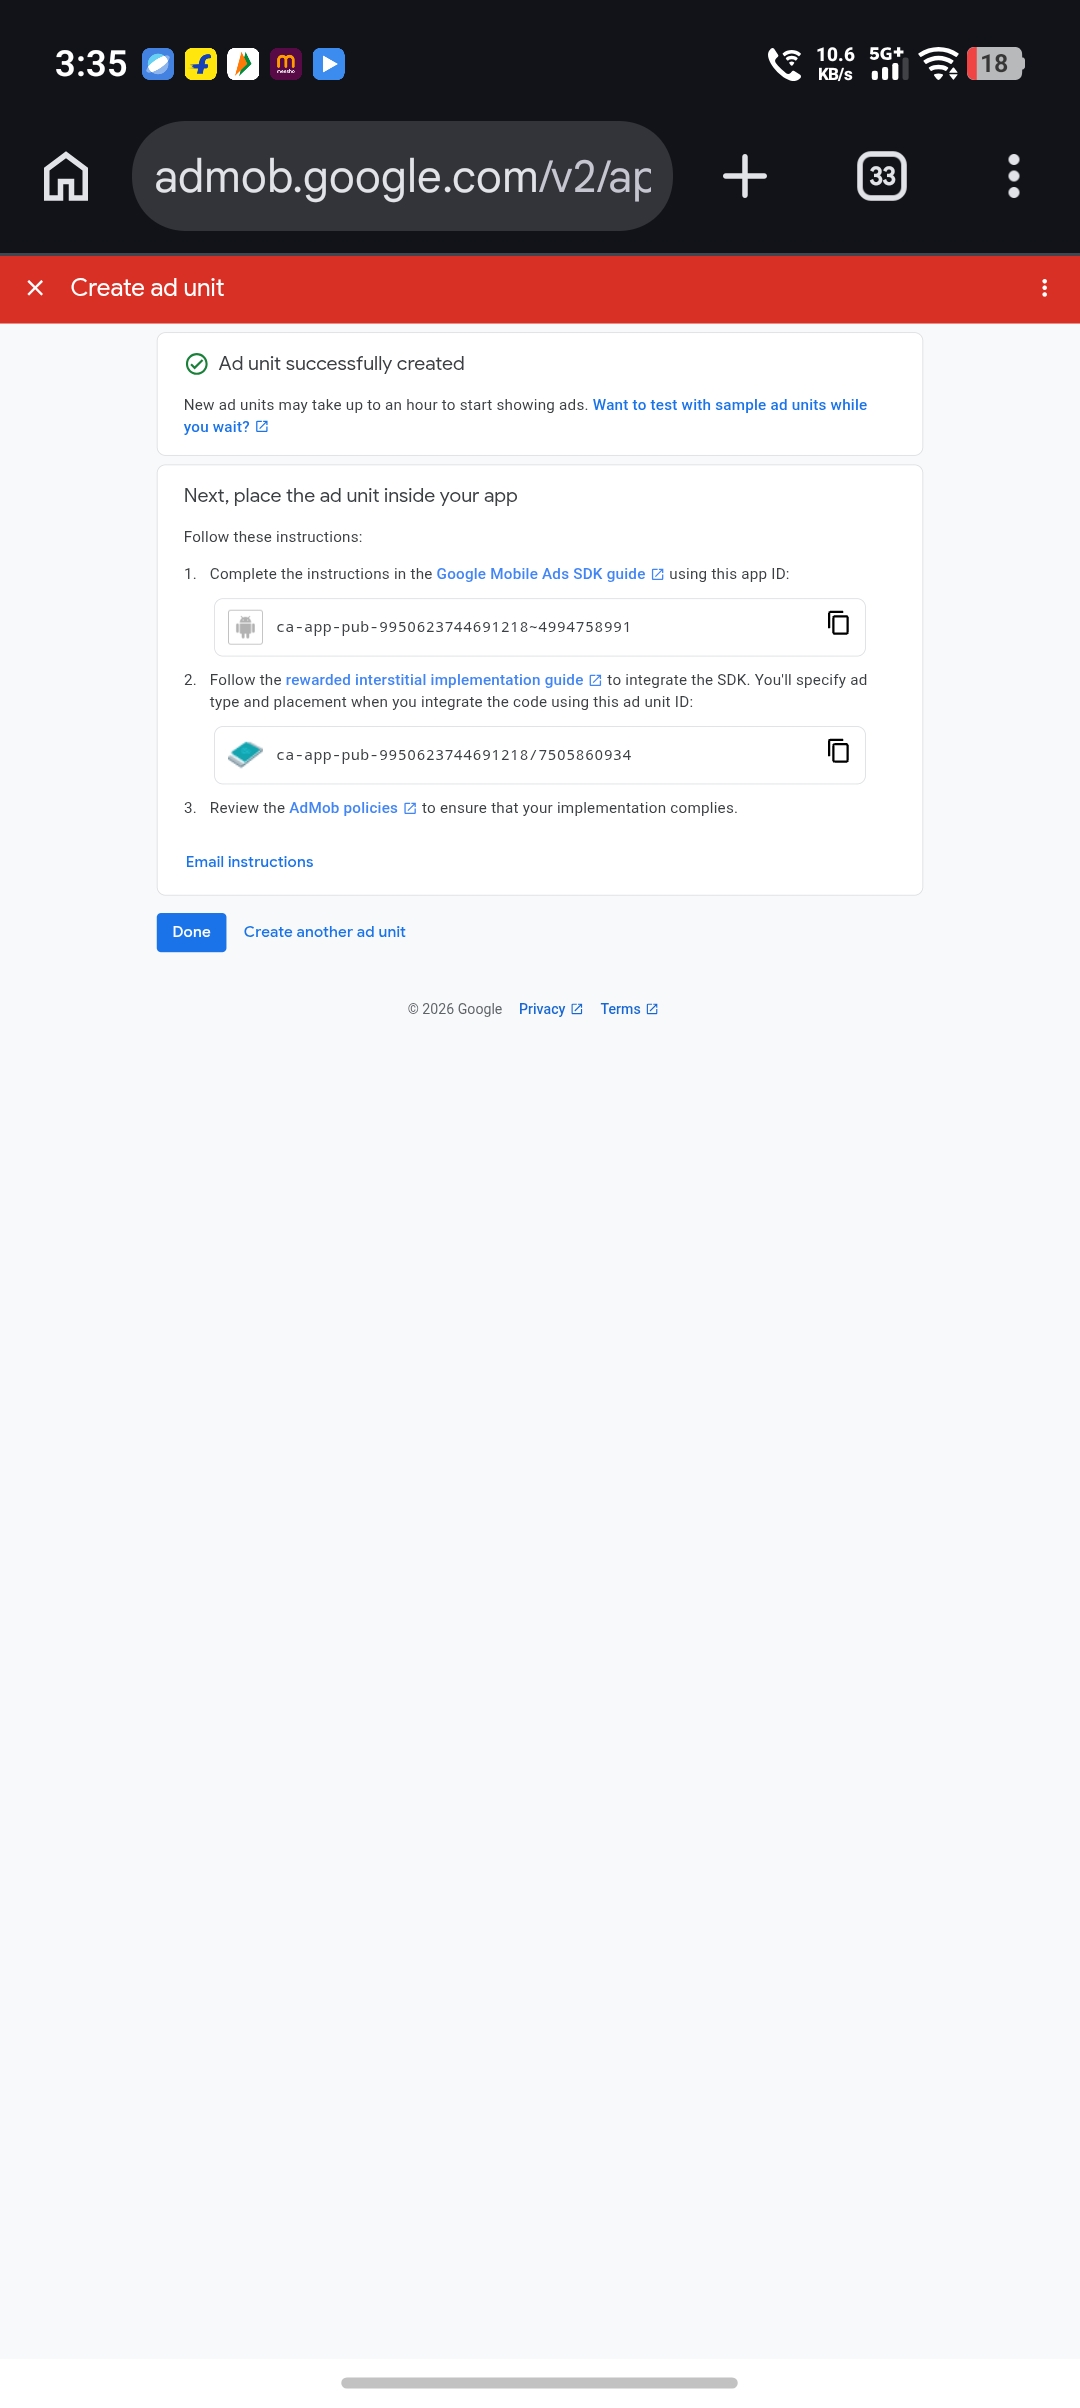 3:35
10.6
KB/s
5G+
18
admob.google.com/v2/ap
33
Create ad unit
Ad unit successfully created
New ad units may take up to an hour to start showing ads. Want to test with sample ad units while
you wait?
Next, place the ad unit inside your app
Follow these instructions:
1. Complete the instructions in the Google Mobile Ads SDK guide using this app ID:
ca-app-pub-9950623744691218~4994758991
2. Follow the rewarded interstitial implementation guide to integrate the SDK. You'll specify ad
type and placement when you integrate the code using this ad unit ID:
ca-app-pub-9950623744691218/7505860934
3. Review the AdMob policies to ensure that your implementation complies.
Email instructions
Done
Create another ad unit
© 2026 Google Privacy Terms